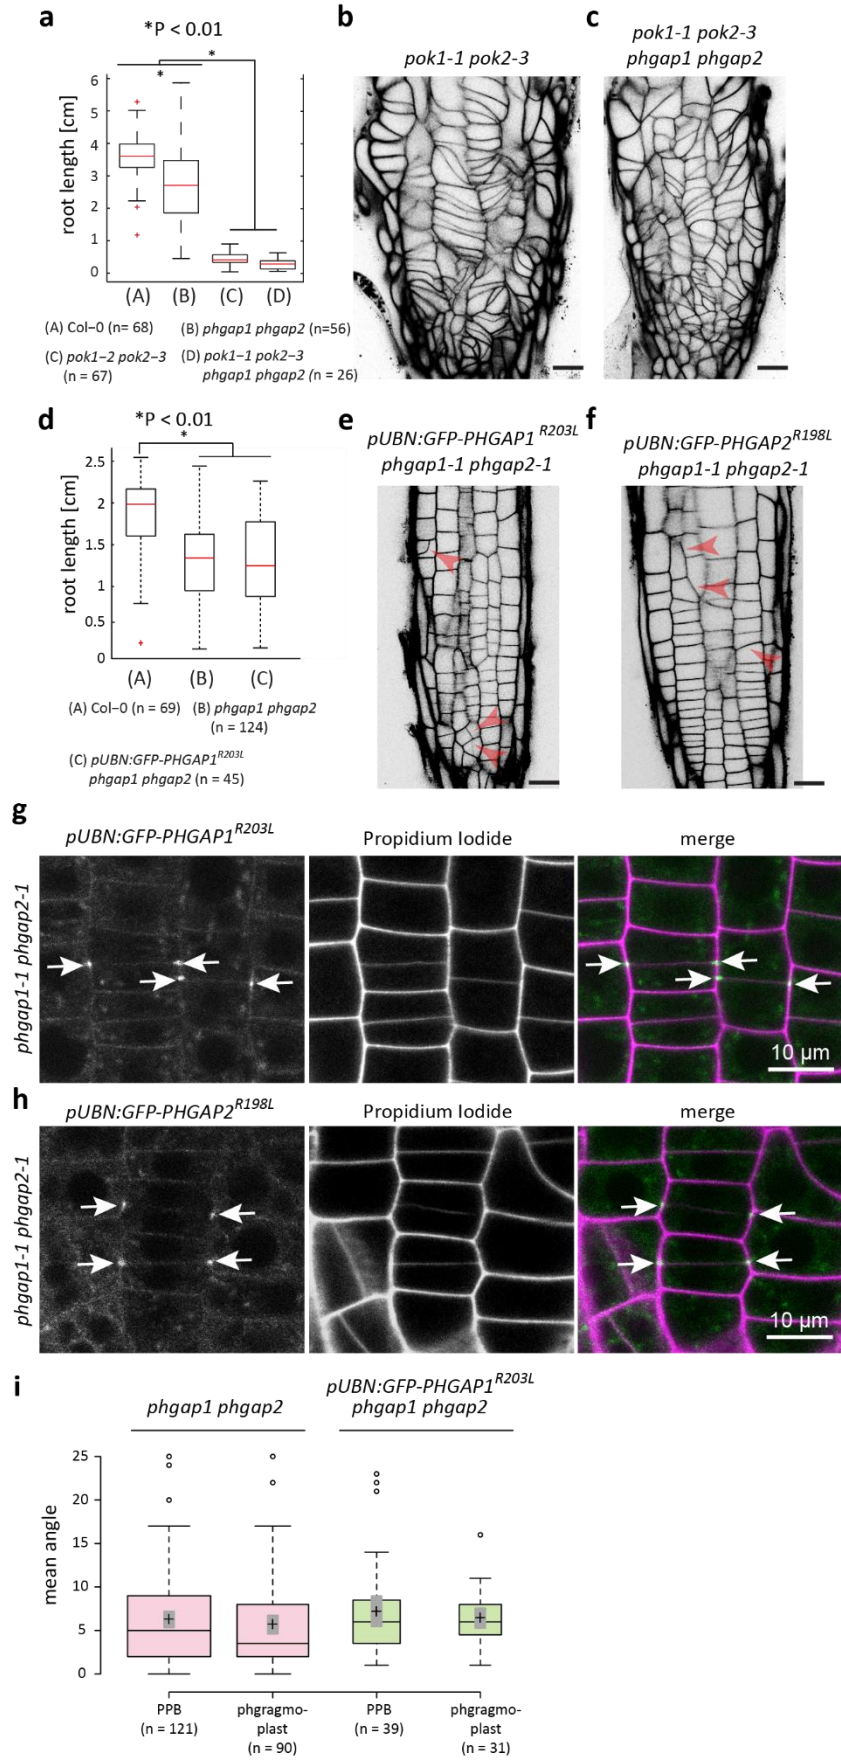 a
*P < 0.01
*
*
root length [cm]
6
5
4
3
2
1
0
(A) (B) (C) (D)
(A) Col–0 (n= 68) (B) phgap1 phgap2 (n=56)
(C) pok1–2 pok2–3 (D) pok1–1 pok2–3
(n = 67) phgap1 phgap2 (n = 26)
b
pok1-1 pok2-3
c
pok1-1 pok2-3
phgap1 phgap2
d
*P < 0.01
*
root length [cm]
2.5
2
1.5
1
0.5
0
(A) (B) (C)
(A) Col–0 (n = 69) (B) phgap1 phgap2
(n = 124)
(C) pUBN:GFP-PHGAP1R203L
phgap1 phgap2 (n = 45)
e
pUBN:GFP-PHGAP1 R203L
phgap1-1 phgap2-1
f
pUBN:GFP-PHGAP2R198L
phgap1-1 phgap2-1
g
pUBN:GFP-PHGAP1R203L Propidium Iodide merge
phgap1-1 phgap2-1
10 µm
h
pUBN:GFP-PHGAP2R198L Propidium Iodide merge
phgap1-1 phgap2-1
10 µm
i
phgap1 phgap2
pUBN:GFP-PHGAP1R203L
phgap1 phgap2
mean angle
25
20
15
10
5
0
PPB
(n = 121)
phgragmo-
plast
(n = 90)
PPB
(n = 39)
phgragmo-
plast
(n = 31)